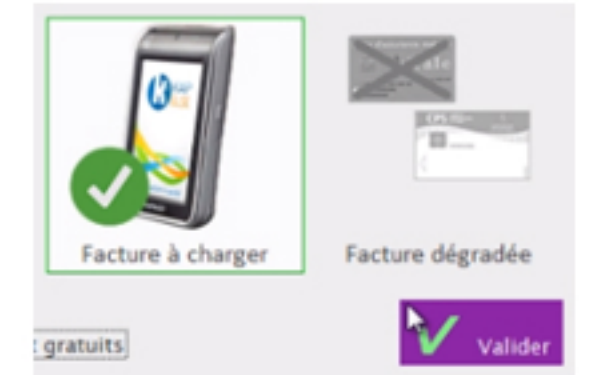 Facture à charger
Facture dégradée
t gratuits
Valider